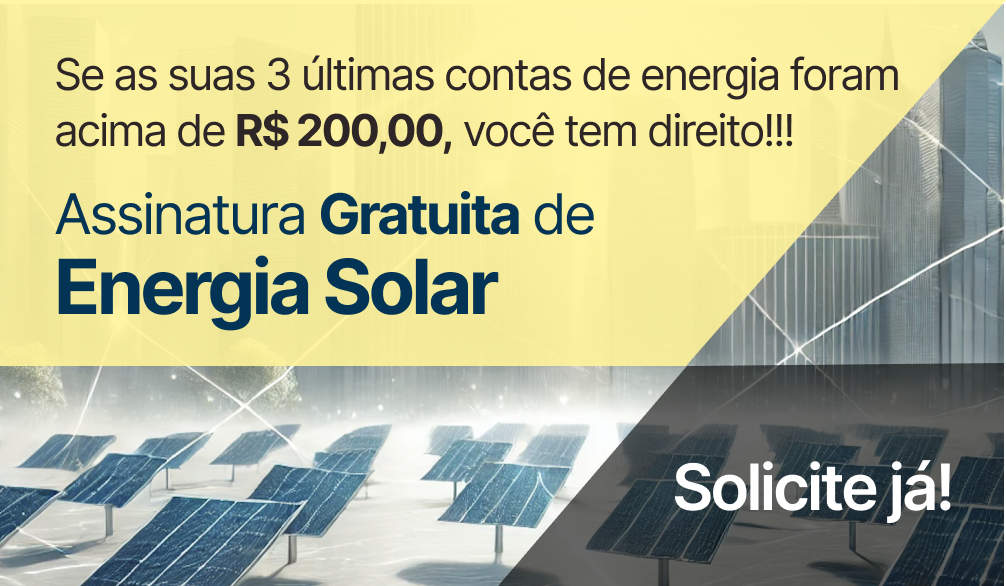 Se as suas 3 últimas contas de energia foram
acima de R$ 200,00, você tem direito!!!
Assinatura Gratuita de
Energia Solar
Solicite já!